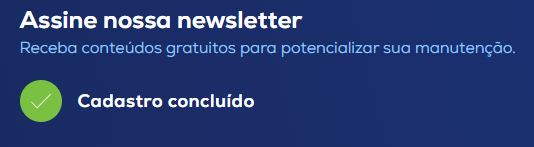 Assine nossa newsletter
Receba conteúdos gratuitos para potencializar sua manutenção.
Cadastro concluído